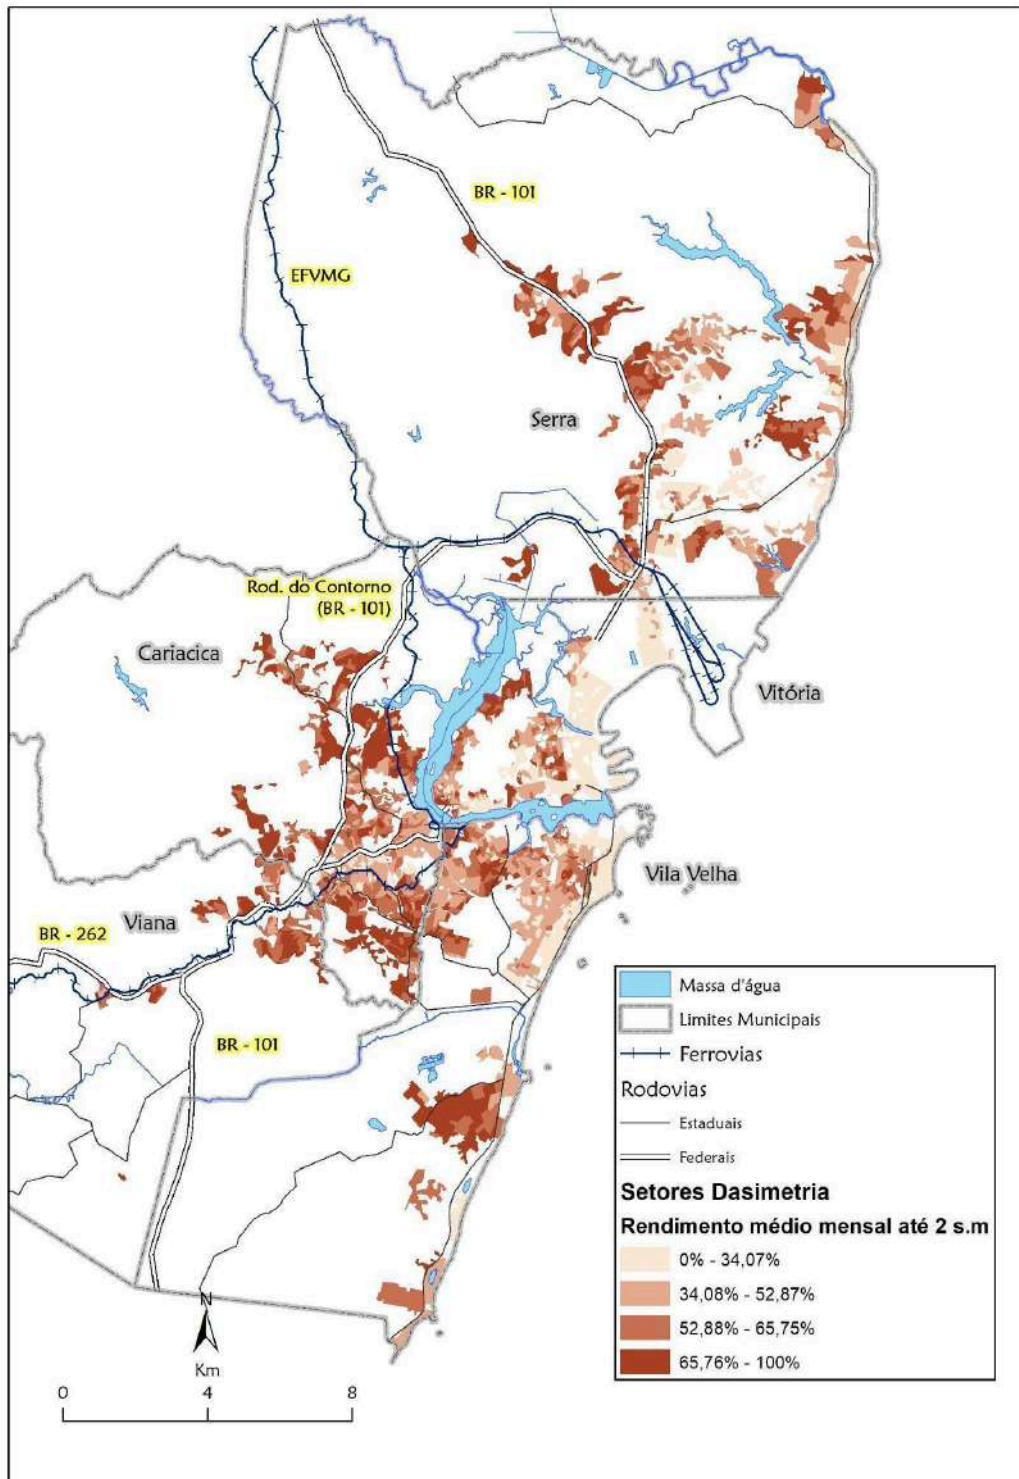 BR - 101
EFVMG
Serra
Rod. do Contorno
(BR - 101)
Cariacica
Vitória
Vila Velha
Viana
BR - 262
BR - 101
Massa d'água
Limites Municipais
Ferrovias
Rodovias
Estaduais
Federais
Setores Dasimetria
Rendimento médio mensal até 2 s.m
0% - 34,07%
34,08% - 52,87%
52,88% - 65,75%
65,76% - 100%
N
Km
0 4 8